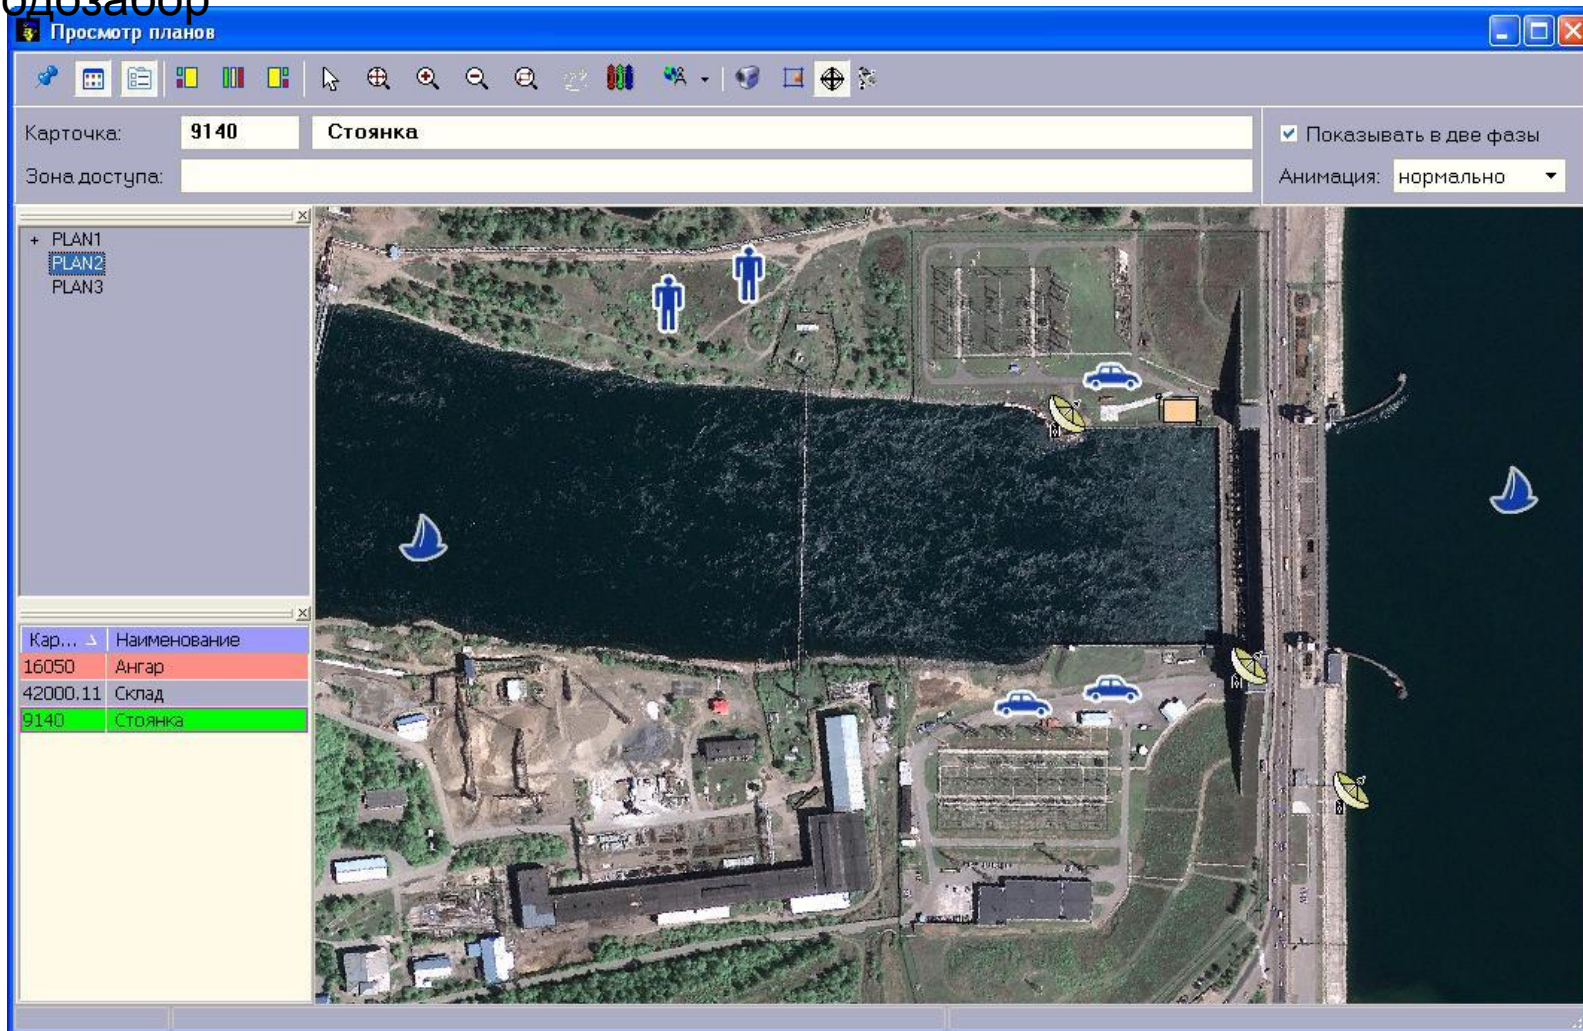 одозабор
Просмотр планов
Карточка: 9140 Стоянка
Показывать в две фазы
Зона доступа:
Анимация: нормально
+ PLAN1
PLAN2
PLAN3
Кар... Наименование
16050 Ангар
42000.11 Склад
9140 Стоянка